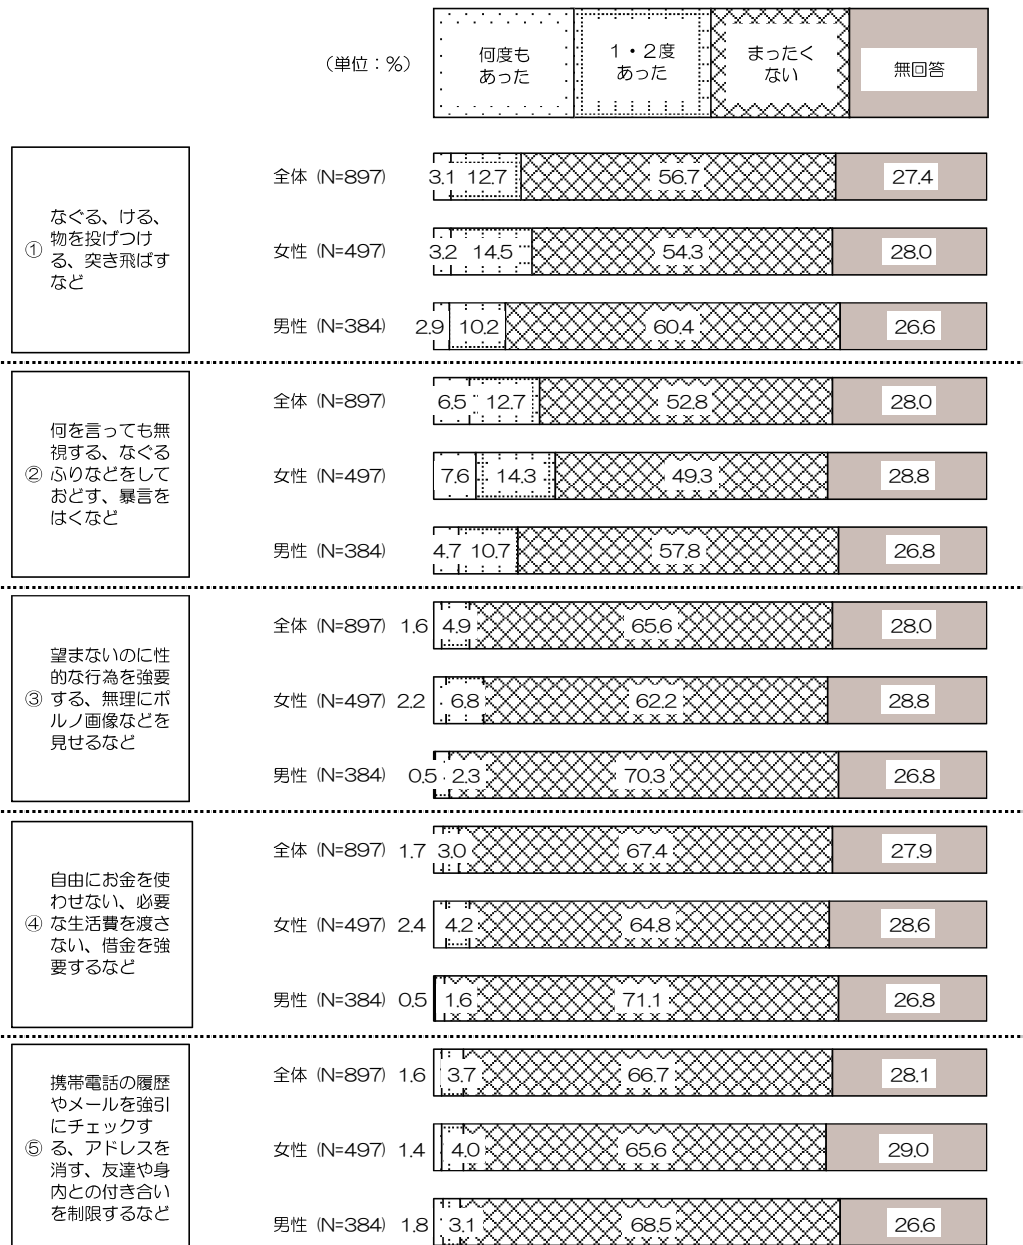 (単位：%)
何度も
あった
1・2度
あった
まったく
ない
無回答
① なぐる、ける、
物を投げつけ
る、突き飛ばす
など
全体 (N=897) 3.1 12.7 56.7 27.4
女性 (N=497) 3.2 14.5 54.3 28.0
男性 (N=384) 2.9 10.2 60.4 26.6
② 何を言っても無
視する、なぐる
ふりなどをして
おどす、暴言を
はくなど
全体 (N=897) 6.5 12.7 52.8 28.0
女性 (N=497) 7.6 14.3 49.3 28.8
男性 (N=384) 4.7 10.7 57.8 26.8
③ 望まないのに性
的な行為を強要
する、無理にポ
ルノ画像などを
見せるなど
全体 (N=897) 1.6 4.9 65.6 28.0
女性 (N=497) 2.2 6.8 62.2 28.8
男性 (N=384) 0.5 2.3 70.3 26.8
④ 自由にお金を使
わせない、必要
な生活費を渡さ
ない、借金を強
要するなど
全体 (N=897) 1.7 3.0 67.4 27.9
女性 (N=497) 2.4 4.2 64.8 28.6
男性 (N=384) 0.5 1.6 71.1 26.8
⑤ 携帯電話の履歴
やメールを強引
にチェックす
る、アドレスを
消す、友達や身
内との付き合い
を制限するなど
全体 (N=897) 1.6 3.7 66.7 28.1
女性 (N=497) 1.4 4.0 65.6 29.0
男性 (N=384) 1.8 3.1 68.5 26.6